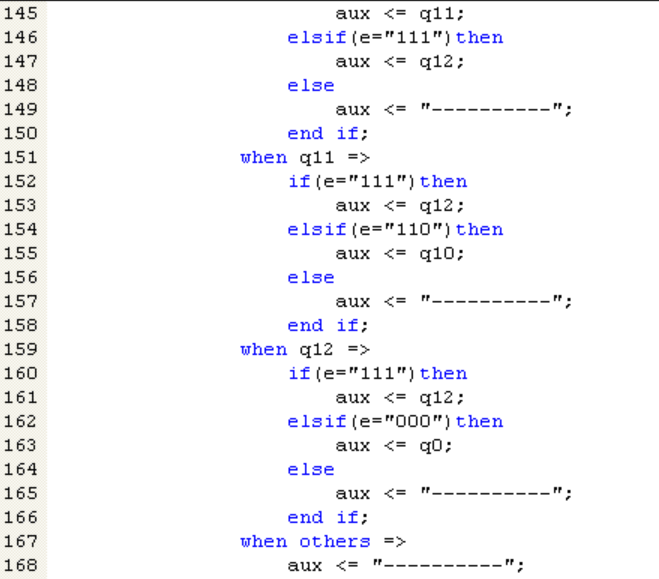 145                         aux <= q11;
146                     elsif(e="111")then
147                         aux <= q12;
148                     else
149                         aux <= "----------";
150                     end if;
151                 when q11 =>
152                     if(e="111")then
153                         aux <= q12;
154                     elsif(e="110")then
155                         aux <= q10;
156                     else
157                         aux <= "----------";
158                     end if;
159                 when q12 =>
160                     if(e="111")then
161                         aux <= q12;
162                     elsif(e="000")then
163                         aux <= q0;
164                     else
165                         aux <= "----------";
166                     end if;
167                 when others =>
168                     aux <= "----------";